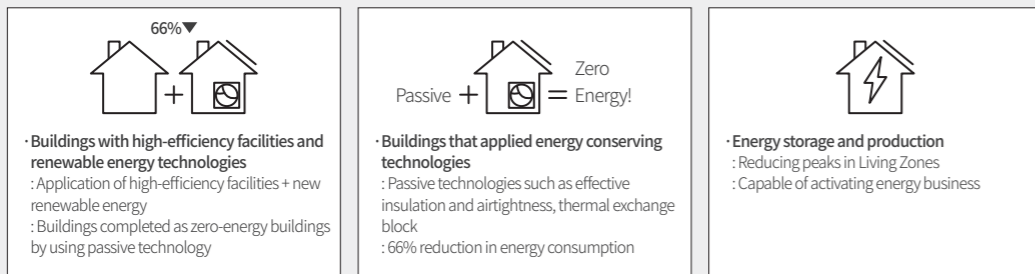 66%▼
+
· Buildings with high-efficiency facilities and
renewable energy technologies
: Application of high-efficiency facilities + new
renewable energy
: Buildings completed as zero-energy buildings
by using passive technology
Passive + = Zero
Energy!
· Buildings that applied energy conserving
technologies
: Passive technologies such as effective
insulation and airtightness, thermal exchange
block
: 66% reduction in energy consumption
· Energy storage and production
: Reducing peaks in Living Zones
: Capable of activating energy business